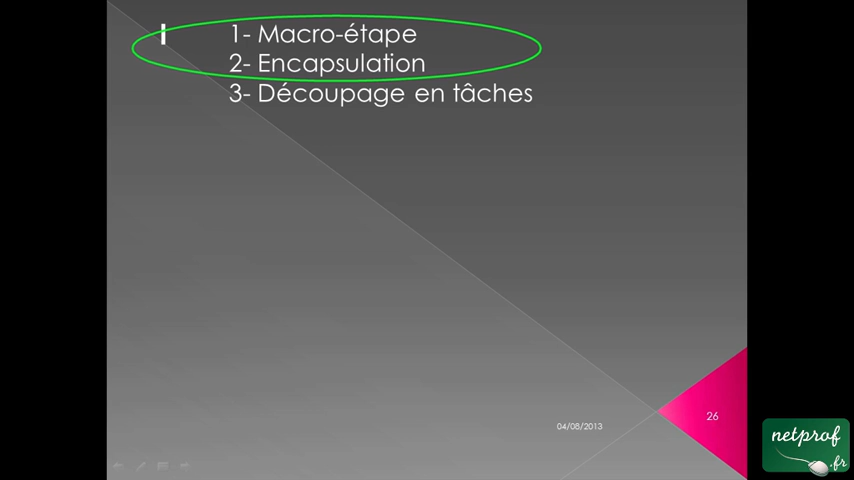 1- Macro-étape
2- Encapsulation
3- Découpage en tâches
04/08/2013
26
netprof
.fr